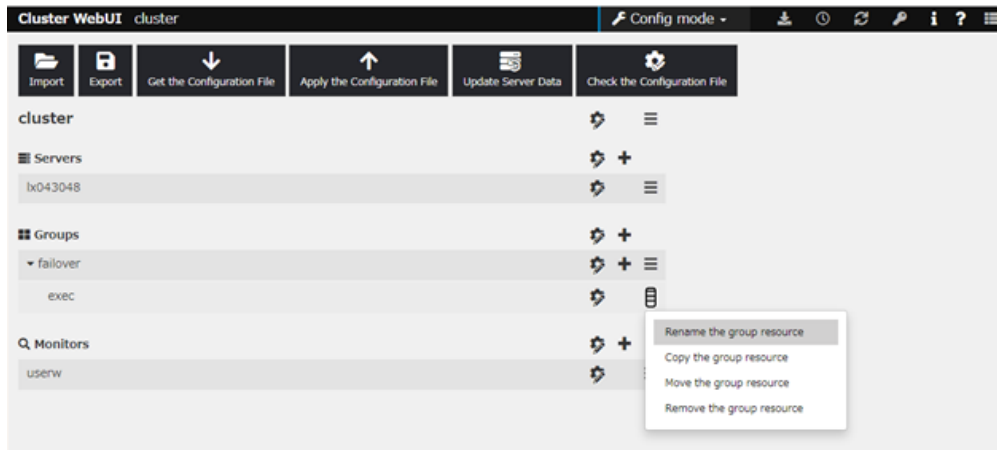 Cluster WebUI cluster Config mode
Import Export Get the Configuration File Apply the Configuration File Update Server Data Check the Configuration File
cluster
Servers
lx043048
Groups
failover
exec
Rename the group resource
Monitors
Copy the group resource
userw
Move the group resource
Remove the group resource